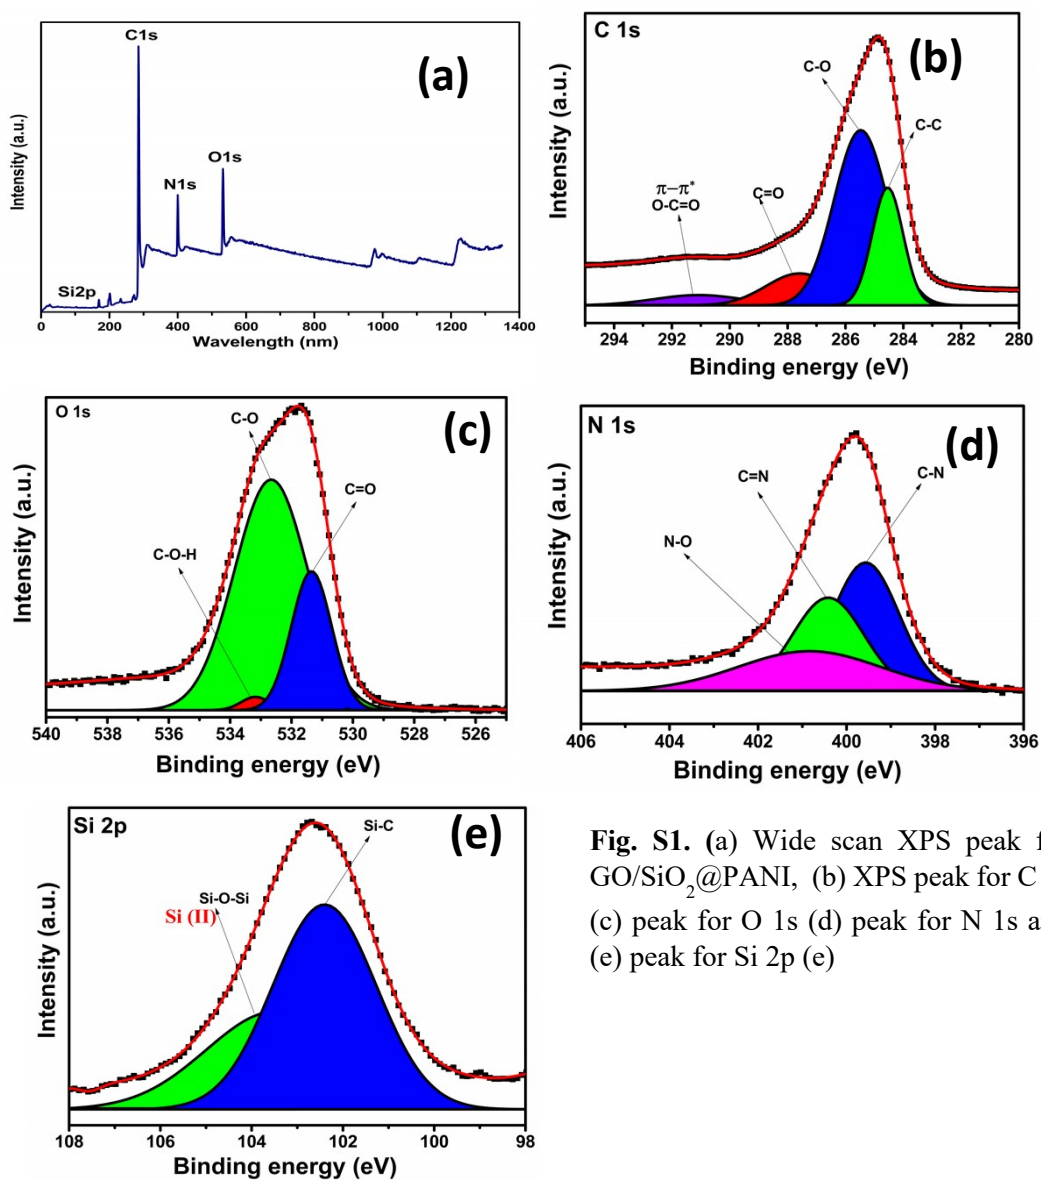 C1s
(a)
O1s
N1s
Si2p
Intensity (a.u.)
0 200 400 600 800 1000 1200 1400
Wavelength (nm)
C 1s
(b)
C-O
C-C
π–π*
O-C=O
C=O
Intensity (a.u.)
294 292 290 288 286 284 282 280
Binding energy (eV)
O 1s
(c)
C-O
C=O
C-O-H
Intensity (a.u.)
540 538 536 534 532 530 528 526
Binding energy (eV)
N 1s
(d)
C=N
C-N
N-O
Intensity (a.u.)
406 404 402 400 398 396
Binding energy (eV)
Si 2p
(e)
Si-C
Si-O-Si
Si (II)
Intensity (a.u.)
108 106 104 102 100 98
Binding energy (eV)
Fig. S1. (a) Wide scan XPS peak
GO/SiO2@PANI, (b) XPS peak for C
(c) peak for O 1s (d) peak for N 1s
(e) peak for Si 2p (e)